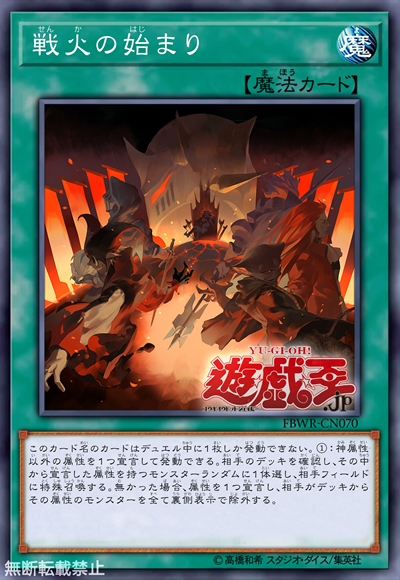 戦火の始まり
せん か はじ
魔
【魔法カード】
ま ほう
YU-GI-OH!
遊戯王
.jp
FBWR-CN070
このカード名のカードはデュエル中に1枚しか発動できない。①：神属性
以外の属性を1つ宣言して発動できる。相手のデッキを確認し、その中
から宣言した属性を持つモンスターランダムに1体選し、相手フィールド
に特殊召喚する。無かった場合、属性を1つ宣言し、相手がデッキから
その属性のモンスターを全て裏側表示で除外する。
無断転載禁止
©高橋和希 スタジオ・ダイス/集英社